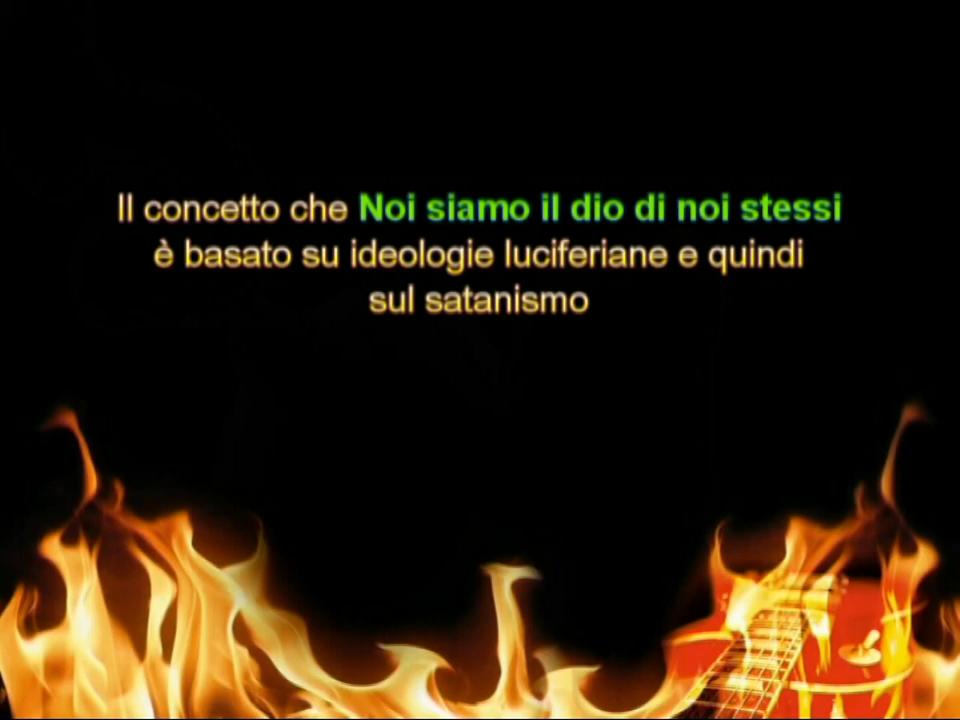 Il concetto che Noi siamo il dio di noi stessi
è basato su ideologie luciferiane e quindi
sul satanismo